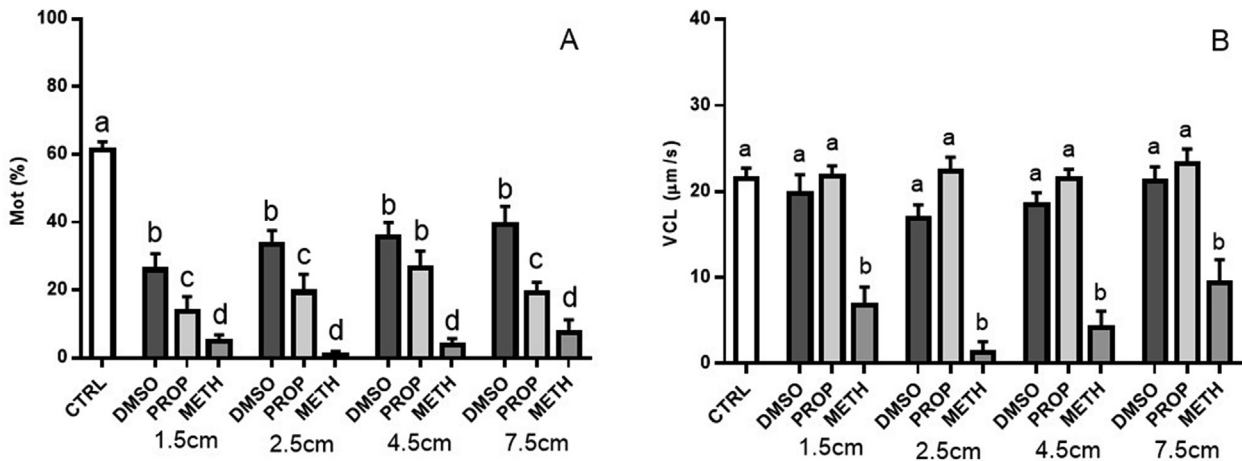 A
Mot (%)
100
80
60
40
20
0
a
b
c
d
b
c
d
b
c
d
b
c
d
CTRL
DMSO
PROP
METH
DMSO
PROP
METH
DMSO
PROP
METH
DMSO
PROP
METH
1.5cm
2.5cm
4.5cm
7.5cm
B
VCL (µm/s)
40
30
20
10
0
a
a
a
b
a
a
b
a
a
b
a
a
b
CTRL
DMSO
PROP
METH
DMSO
PROP
METH
DMSO
PROP
METH
DMSO
PROP
METH
1.5cm
2.5cm
4.5cm
7.5cm